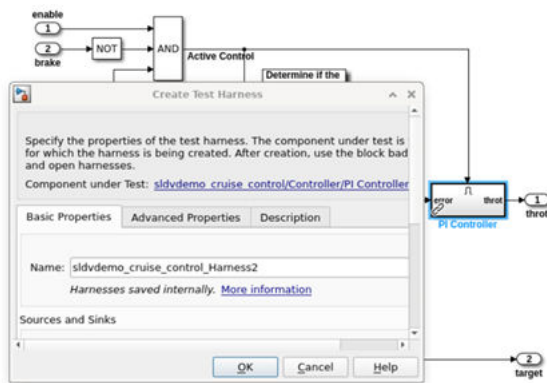 enable
1
brake
2
NOT
AND
Active Control
Determine if the
Create Test Harness
Specify the properties of the test harness. The component under test is
for which the harness is being created. After creation, use the block bad
and open harnesses.
Component under Test: sldvdemo_cruise_control/Controller/PI Controller
Basic Properties
Advanced Properties
Description
Name: sldvdemo_cruise_control_Harness2
Harnesses saved internally. More information
Sources and Sinks
OK
Cancel
Help
error
throt
PI Controller
1
throt
2
target